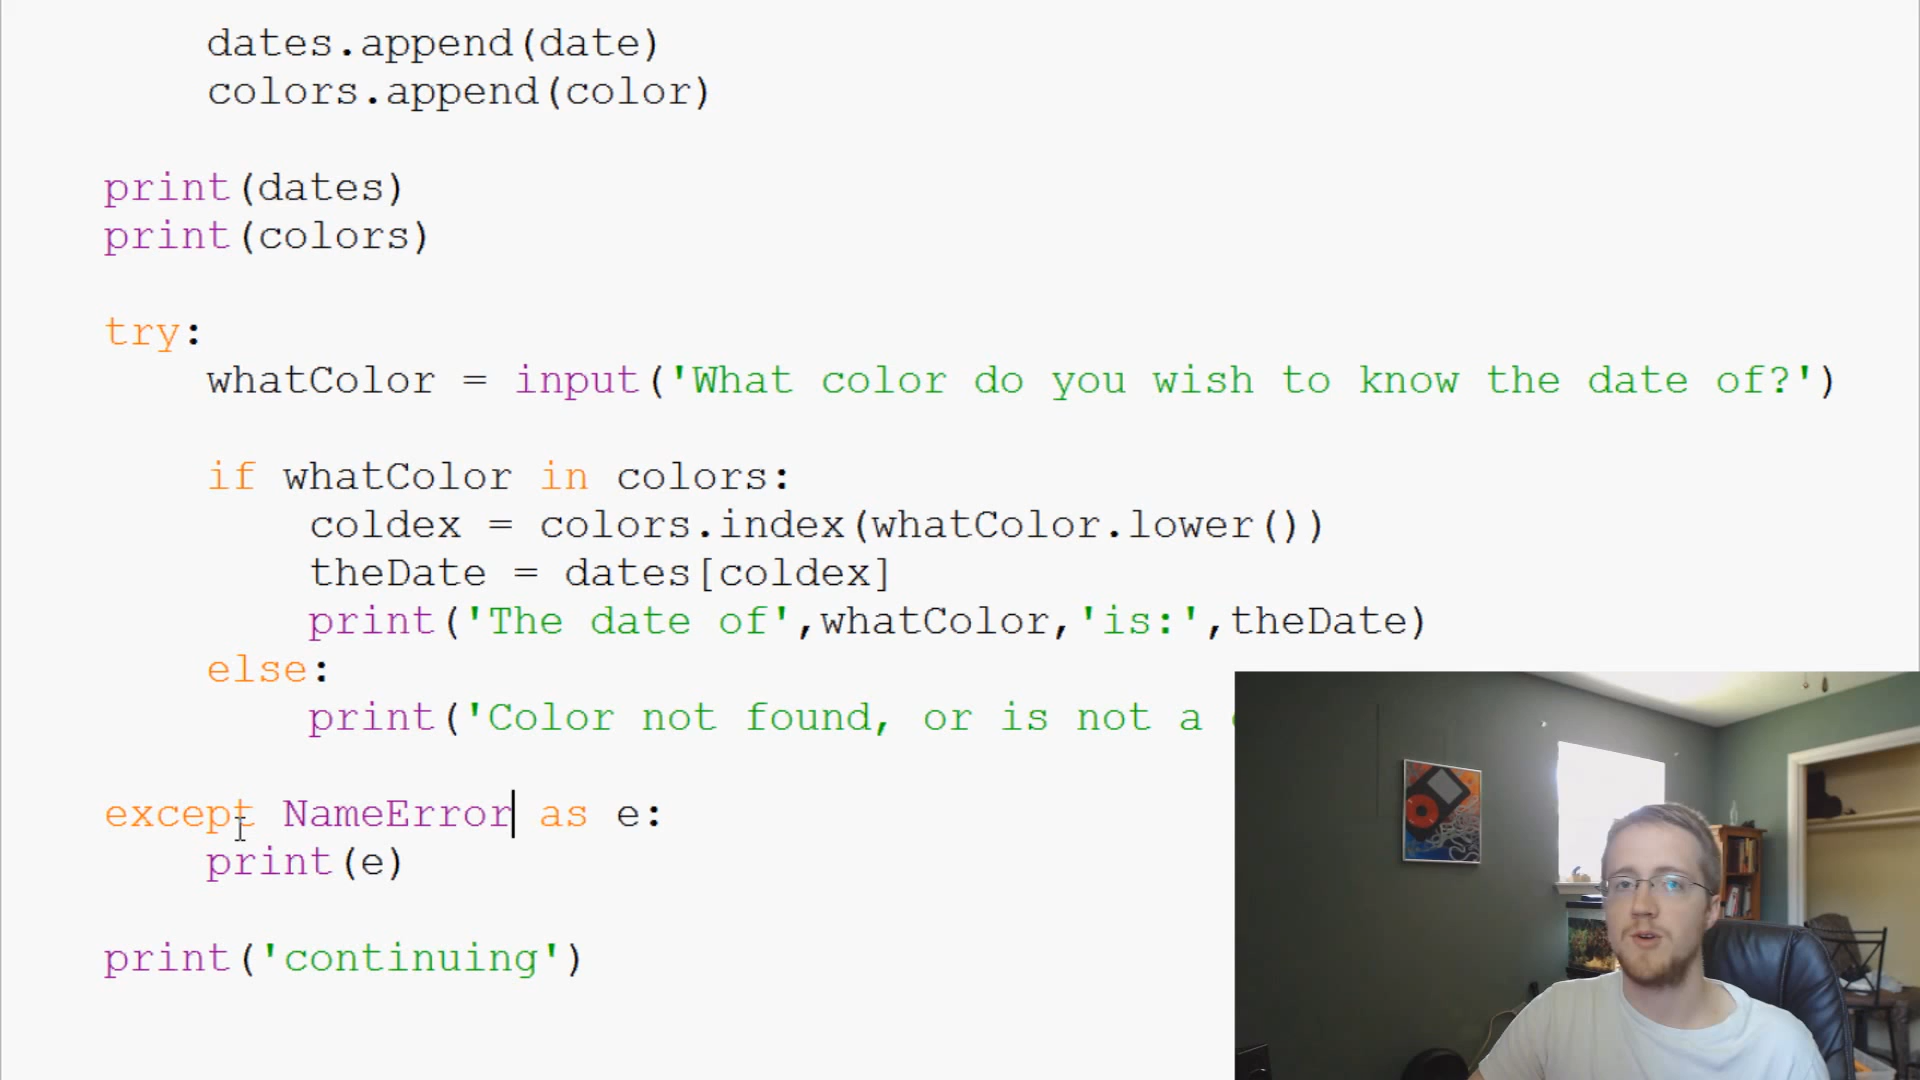 dates.append(date)
colors.append(color)
print(dates)
print(colors)
try:
whatColor = input('What color do you wish to know the date of?')
if whatColor in colors:
coldex = colors.index(whatColor.lower())
theDate = dates[coldex]
print('The date of',whatColor,'is:',theDate)
else:
print('Color not found, or is not a
except NameError as e:
print(e)
print('continuing')